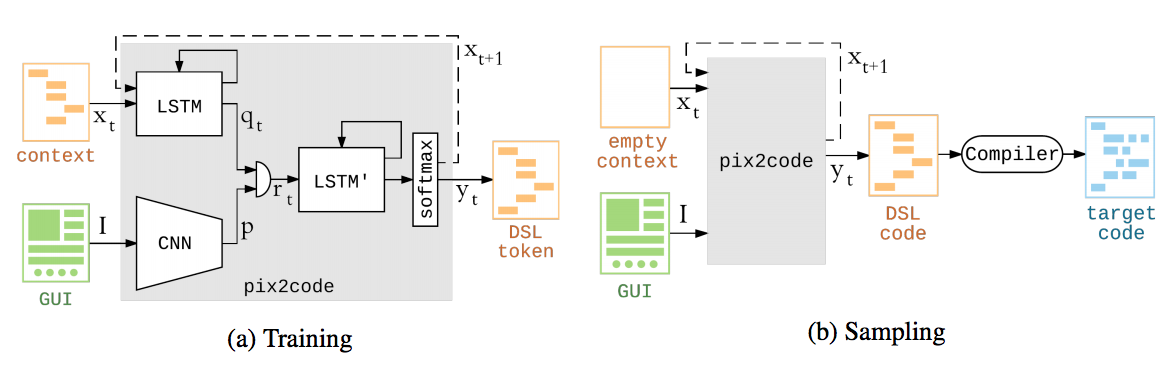 x_{t+1}
LSTM
x_t
q_t
context
LSTM'
softmax
r_t
y_t
I
CNN
p
DSL
token
GUI
pix2code
(a) Training
x_{t+1}
x_t
empty
context
pix2code
y_t
Compiler
I
DSL
code
target
code
GUI
(b) Sampling